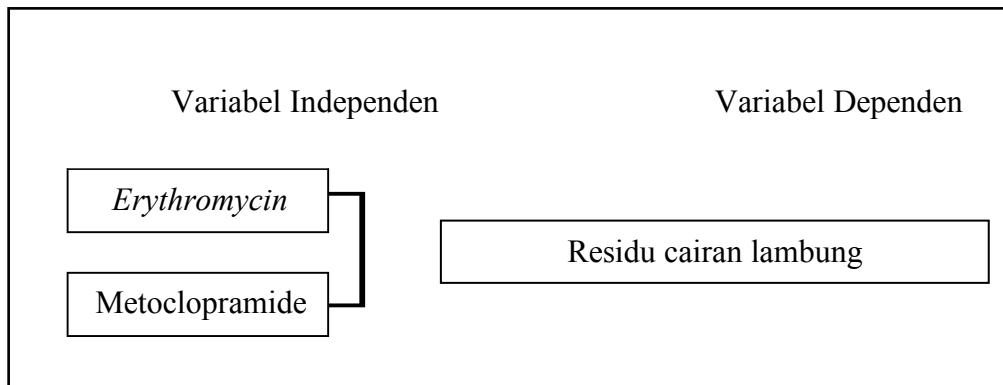 Variabel Independen
Variabel Dependen
Erythromycin
Residu cairan lambung
Metoclopramide